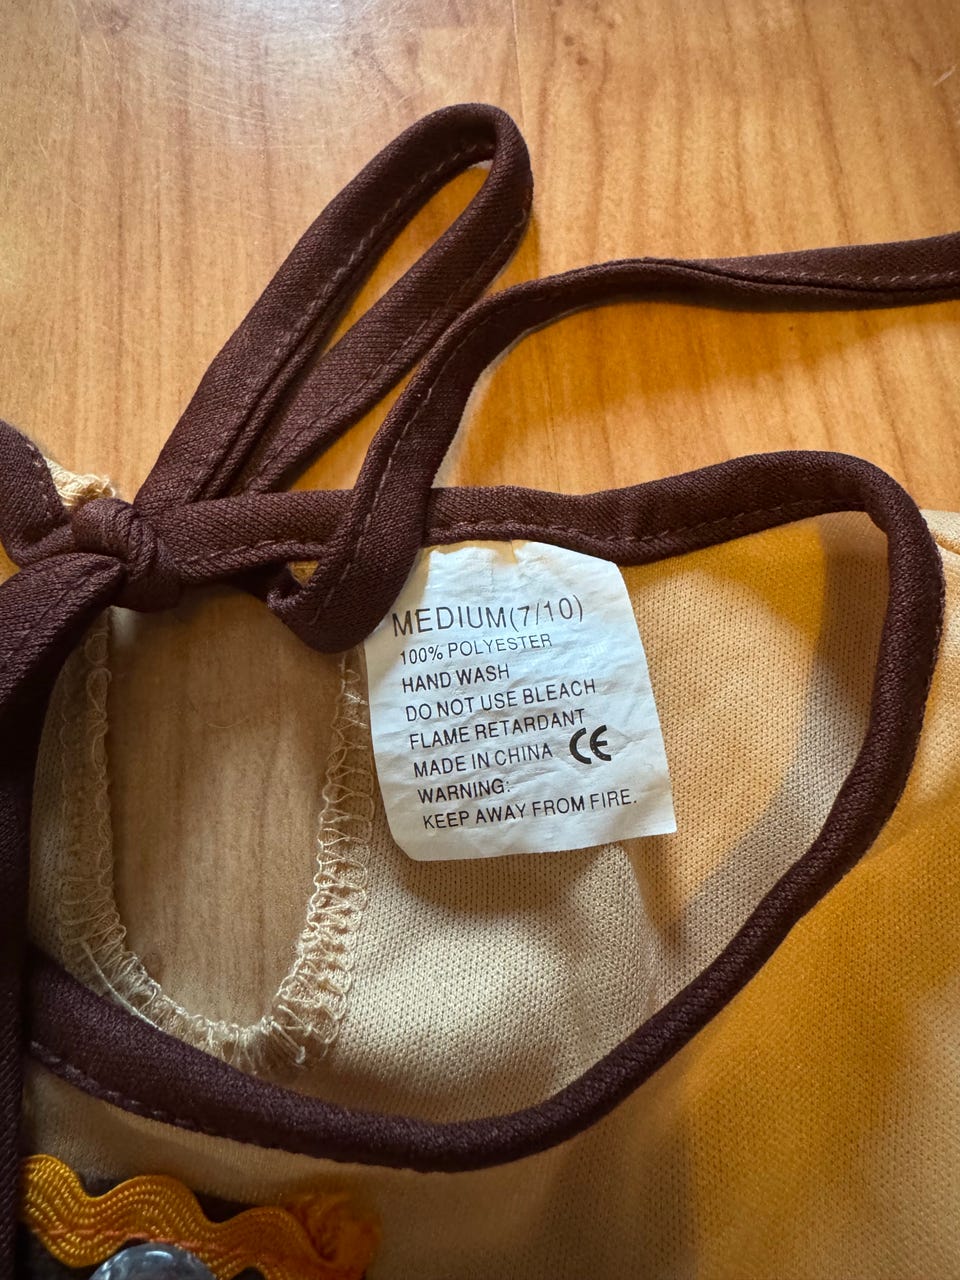 MEDIUM(7/10)
100% POLYESTER
HAND WASH
DO NOT USE BLEACH
FLAME RETARDANT
MADE IN CHINA CE
WARNING:
KEEP AWAY FROM FIRE.